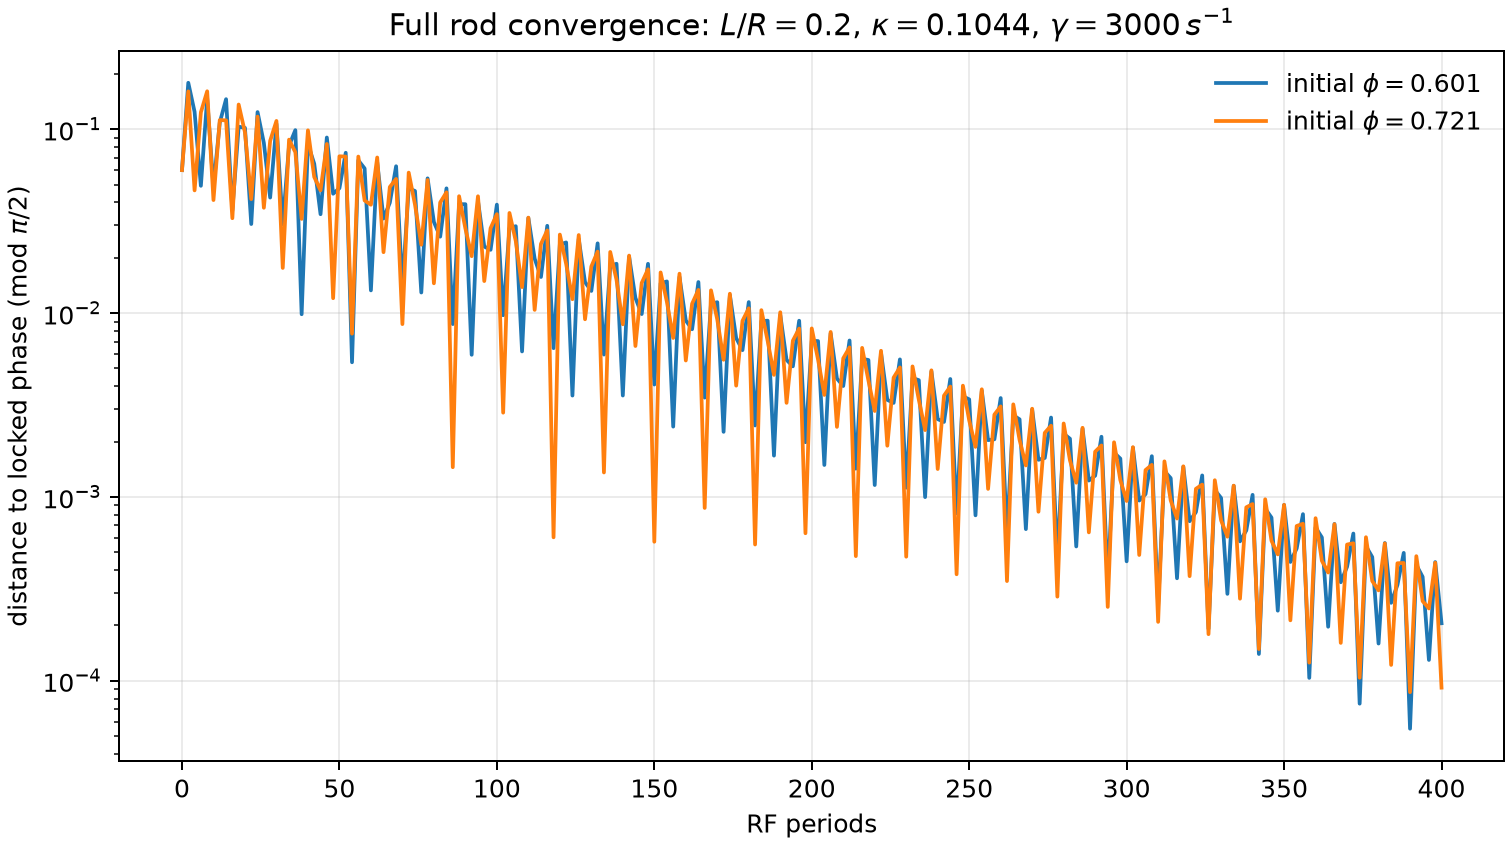 Full rod convergence: L/R = 0.2, κ = 0.1044, γ = 3000 s⁻¹
initial ϕ = 0.601
initial ϕ = 0.721
distance to locked phase (mod π/2)
10⁻¹
10⁻²
10⁻³
10⁻⁴
0 50 100 150 200 250 300 350 400
RF periods